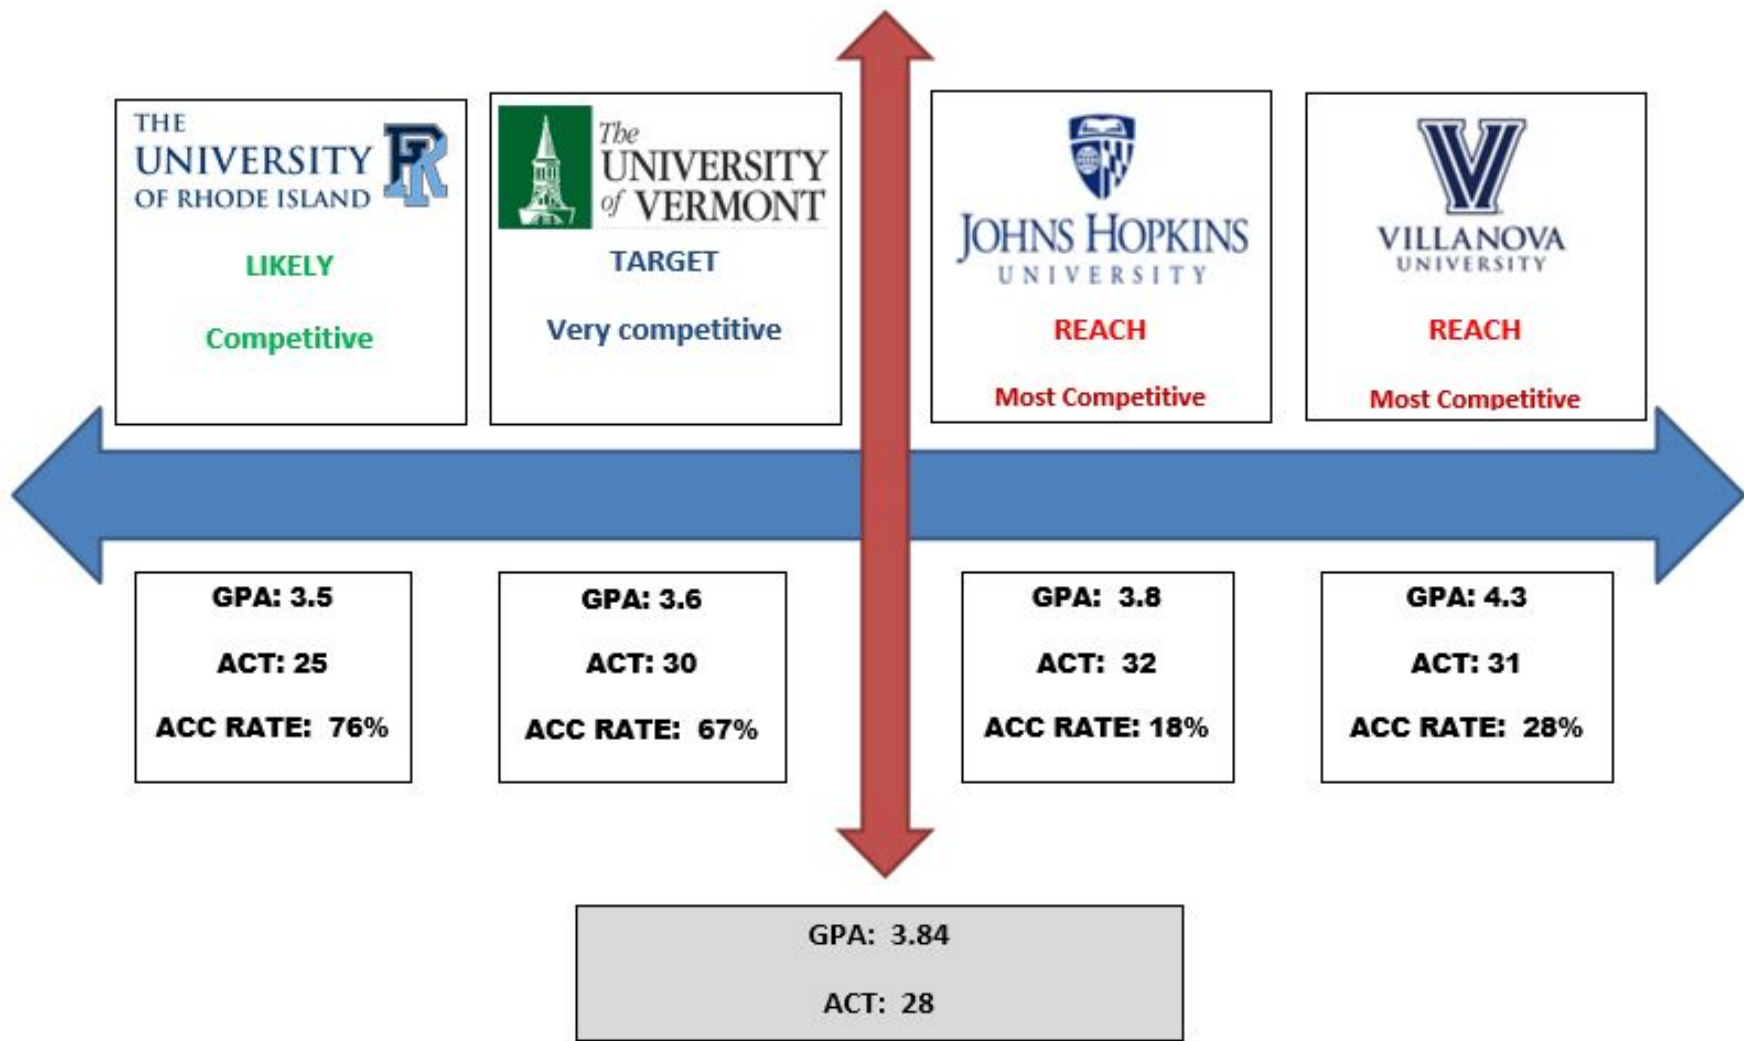 THE
UNIVERSITY
OF RHODE ISLAND
LIKELY
Competitive
The
UNIVERSITY
of VERMONT
TARGET
Very competitive
JOHNS HOPKINS
UNIVERSITY
REACH
Most Competitive
VILLANOVA
UNIVERSITY
REACH
Most Competitive
GPA: 3.5
ACT: 25
ACC RATE: 76%
GPA: 3.6
ACT: 30
ACC RATE: 67%
GPA: 3.8
ACT: 32
ACC RATE: 18%
GPA: 4.3
ACT: 31
ACC RATE: 28%
GPA: 3.84
ACT: 28